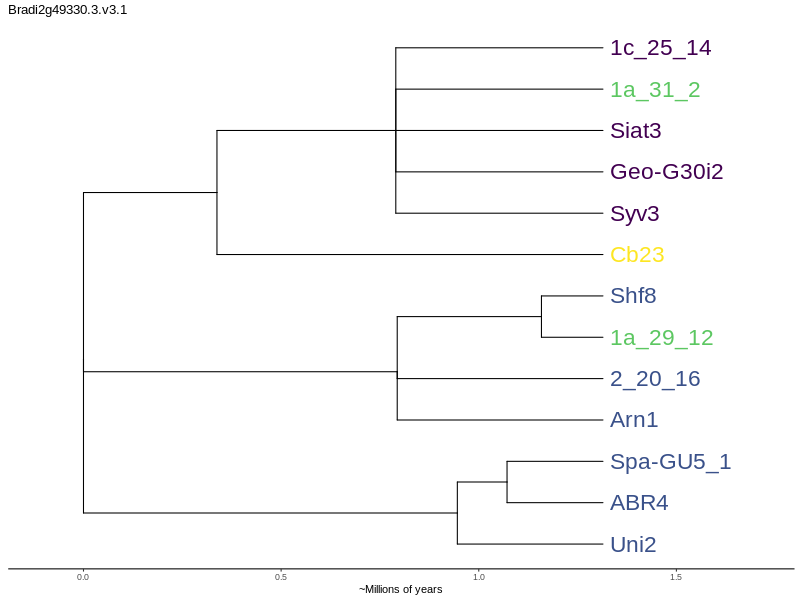 Bradi2g49330.3.v3.1
1c_25_14
1a_31_2
Siat3
Geo-G30i2
Syv3
Cb23
Shf8
1a_29_12
2_20_16
Arn1
Spa-GU5_1
ABR4
Uni2
0.0 0.5 1.0 1.5
~Millions of years